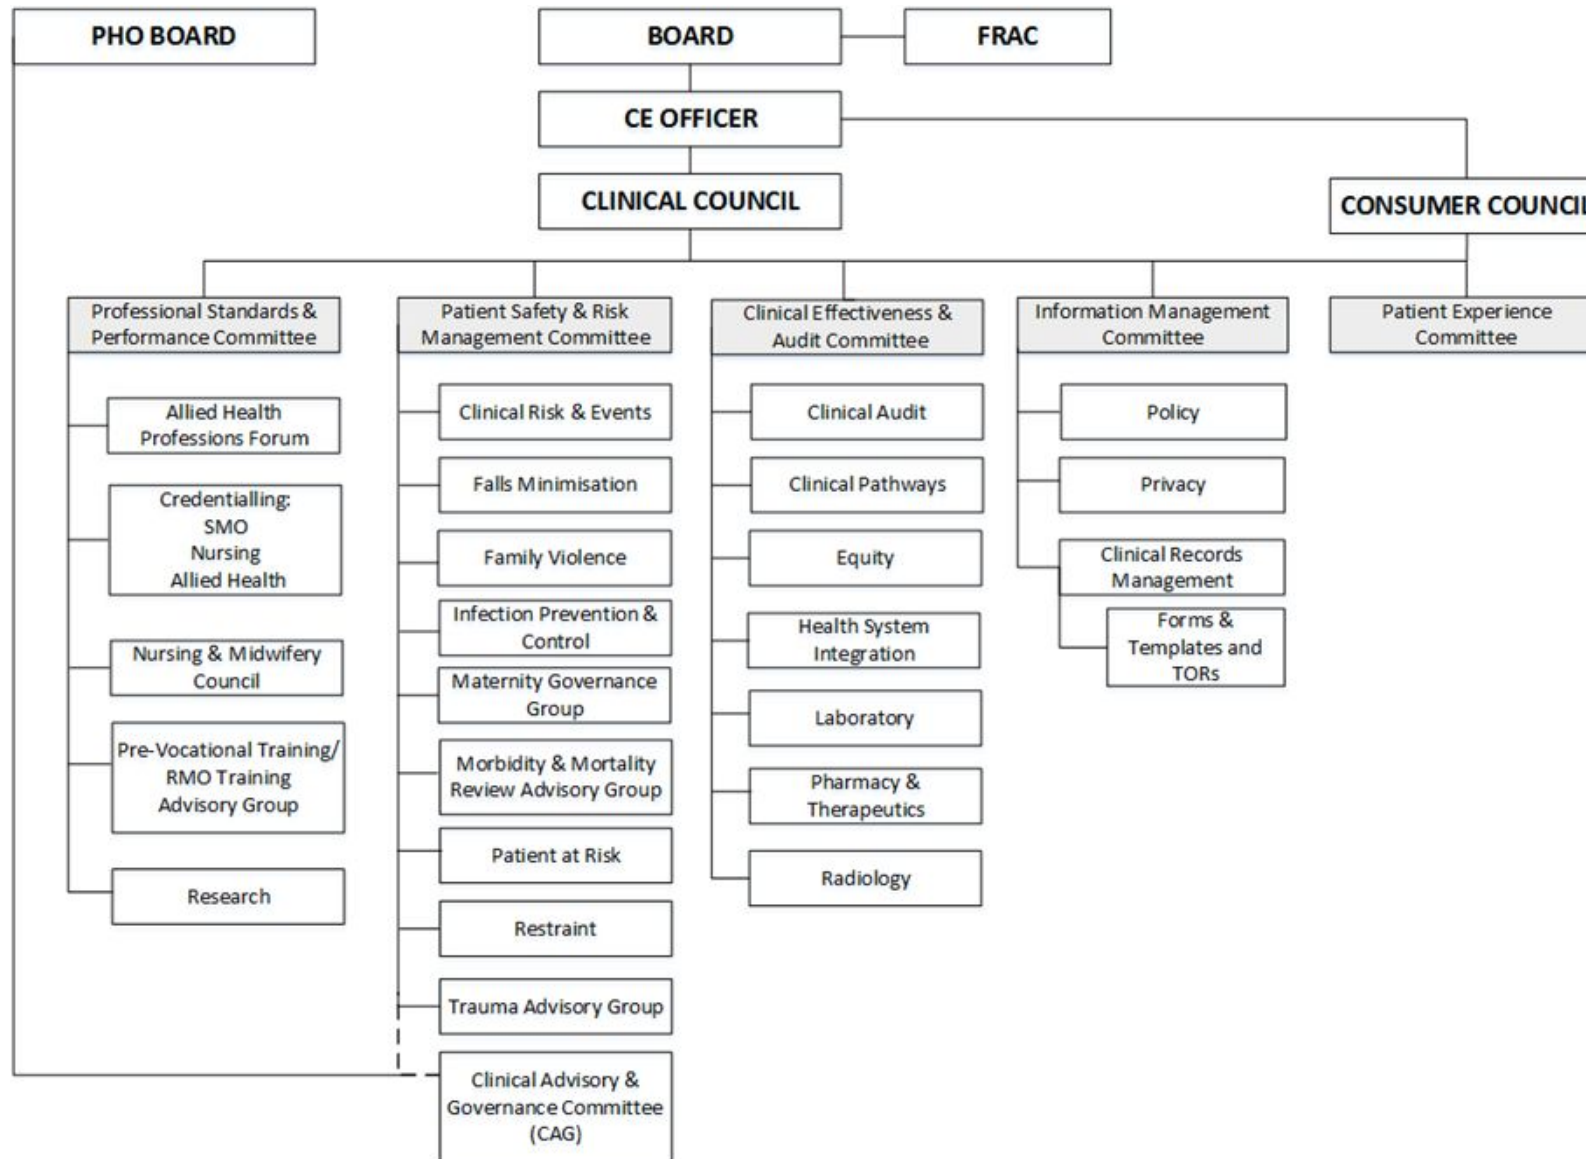 PHO BOARD
BOARD
FRAC
CE OFFICER
CLINICAL COUNCIL
CONSUMER COUNCIL
Professional Standards &
Performance Committee
Allied Health
Professions Forum
Credentialling:
SMO
Nursing
Allied Health
Nursing & Midwifery
Council
Pre-Vocational Training/
RMO Training
Advisory Group
Research
Patient Safety & Risk
Management Committee
Clinical Risk & Events
Falls Minimisation
Family Violence
Infection Prevention &
Control
Maternity Governance
Group
Morbidity & Mortality
Review Advisory Group
Patient at Risk
Restraint
Trauma Advisory Group
Clinical Advisory &
Governance Committee
(CAG)
Clinical Effectiveness &
Audit Committee
Clinical Audit
Clinical Pathways
Equity
Health System
Integration
Laboratory
Pharmacy &
Therapeutics
Radiology
Information Management
Committee
Policy
Privacy
Clinical Records
Management
Forms &
Templates and
TORs
Patient Experience
Committee